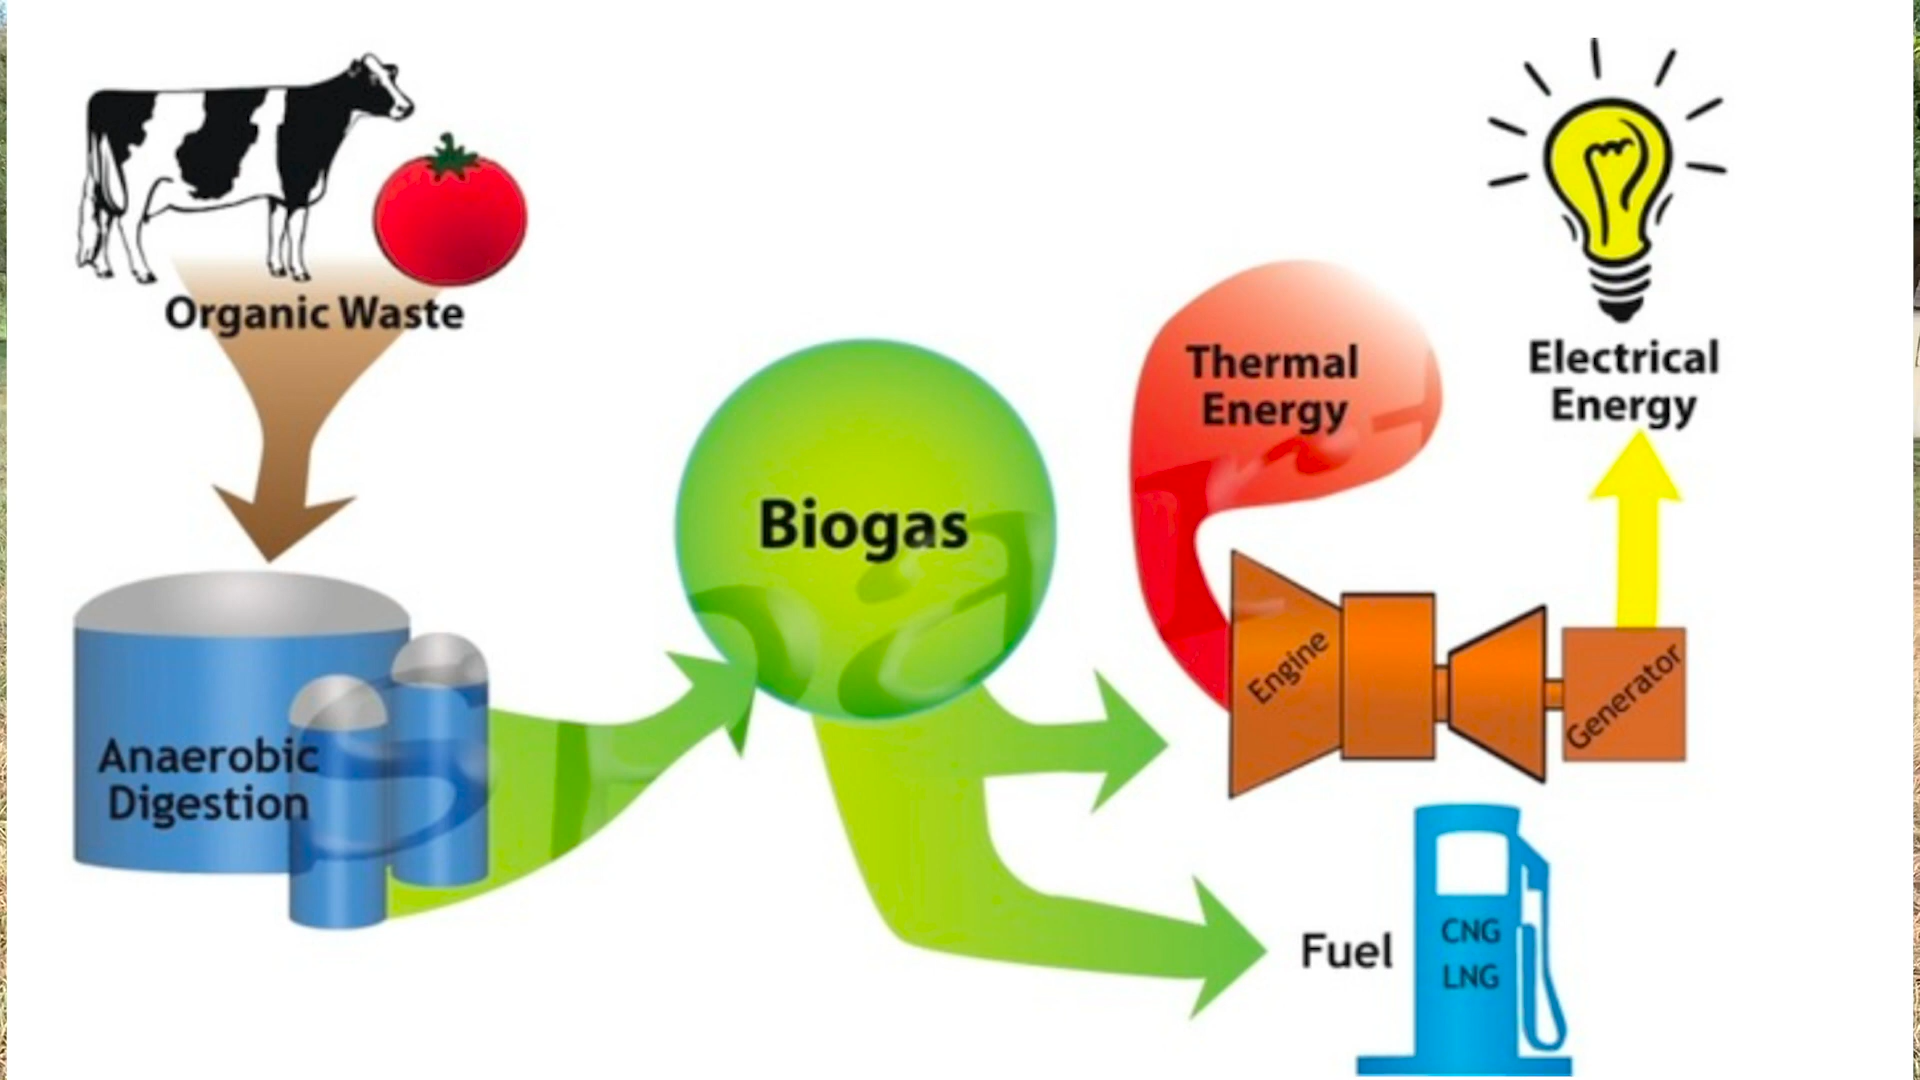 Organic Waste
Anaerobic
Digestion
Biogas
Thermal
Energy
Electrical
Energy
Engine
Generator
Fuel
CNG
LNG